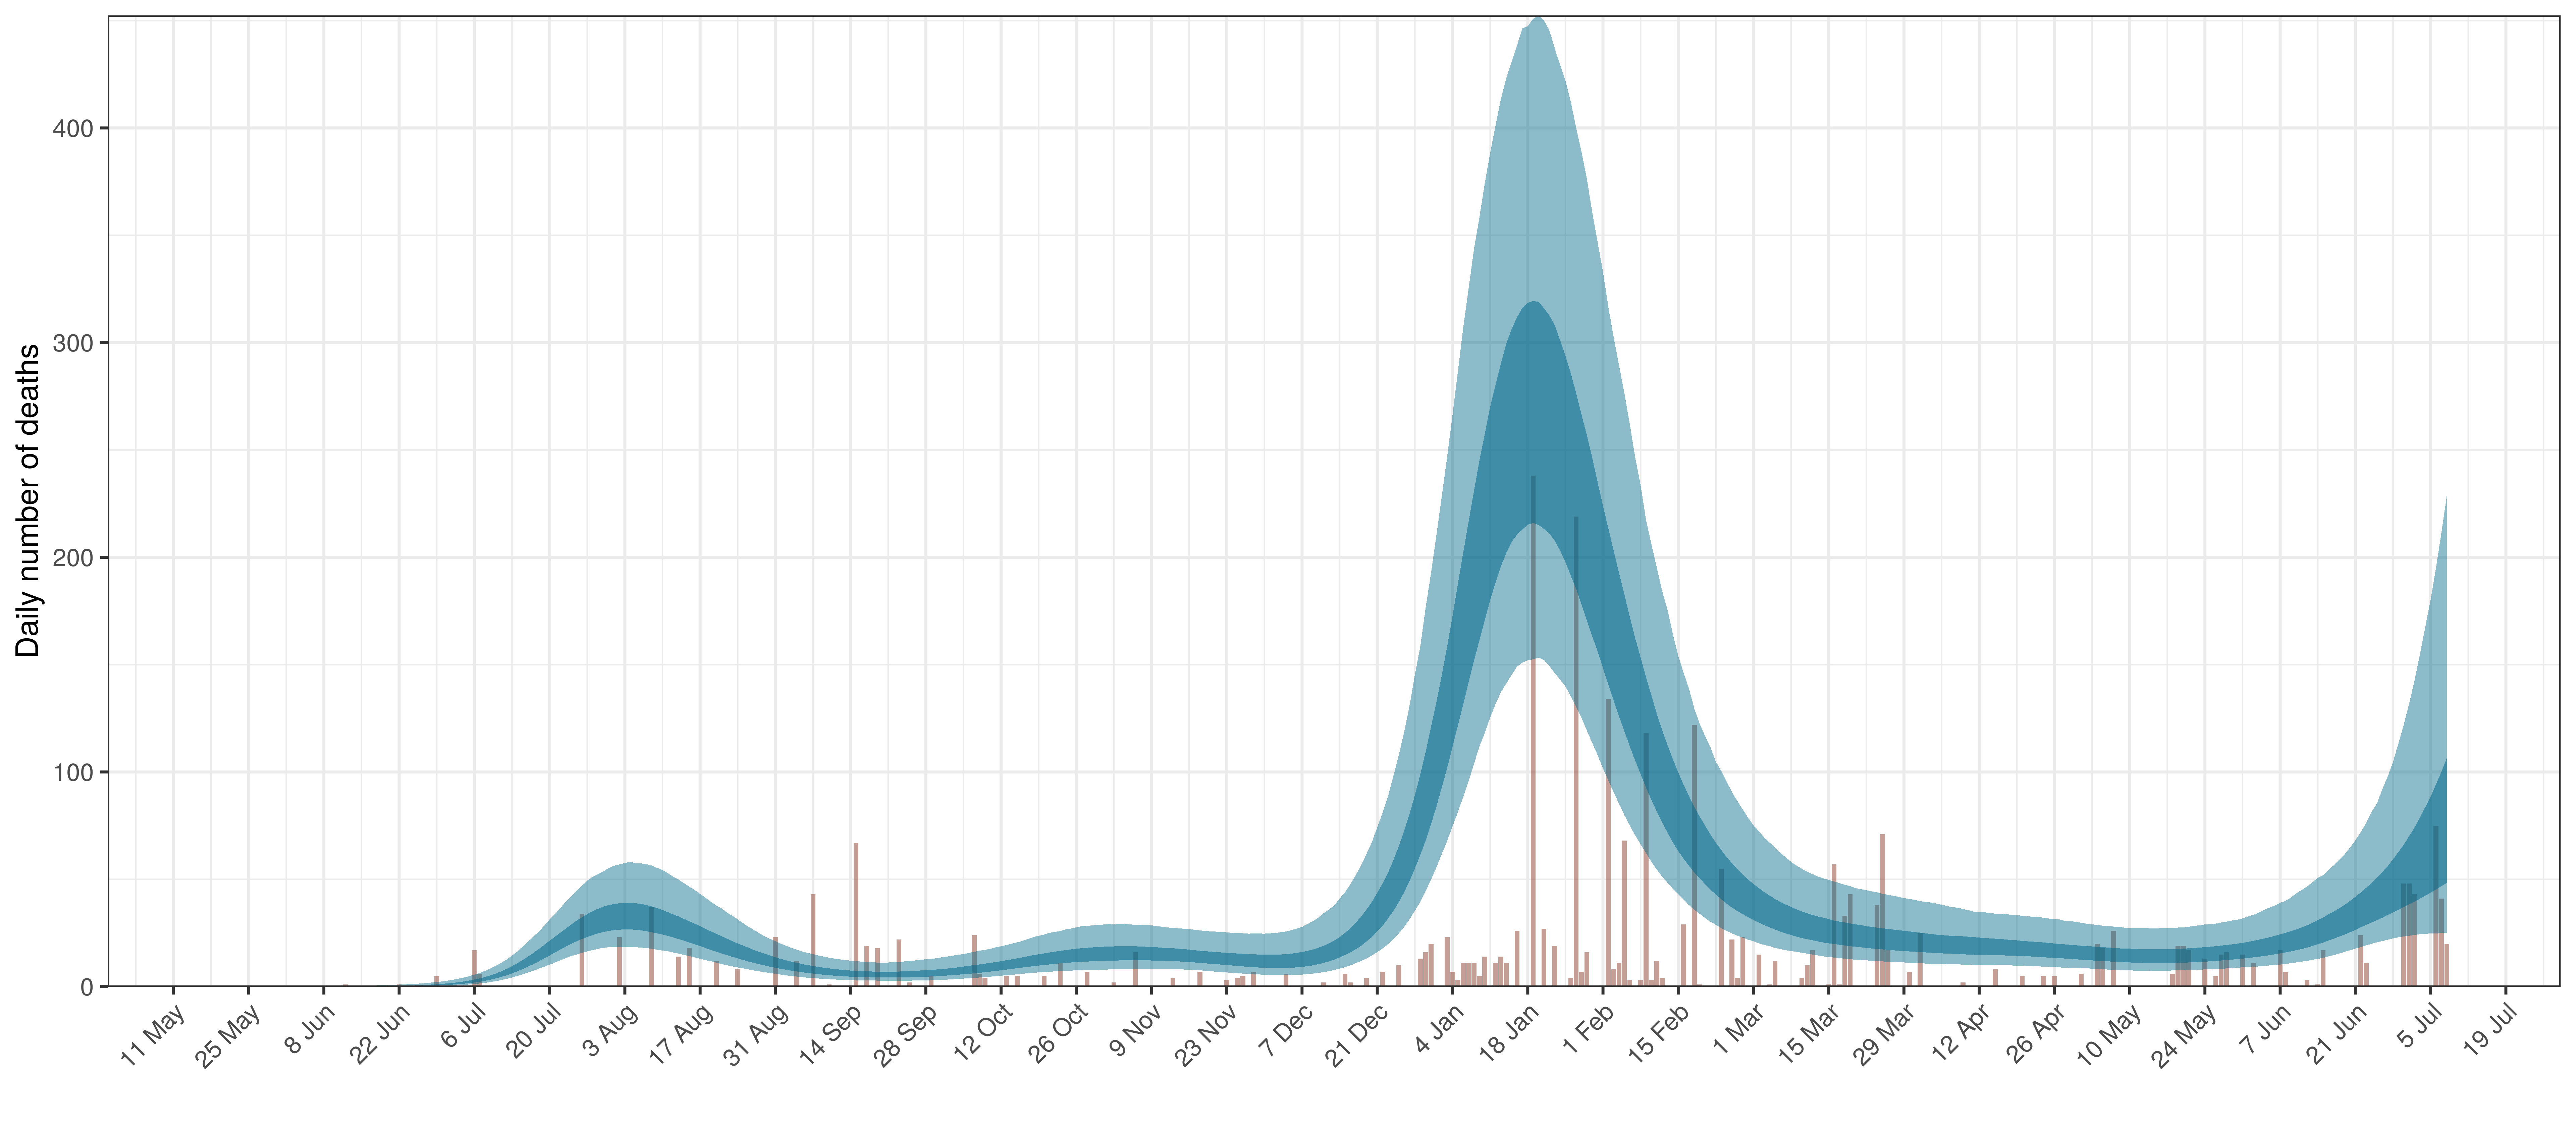 Daily number of deaths
400
300
200
100
0
11 May
25 May
8 Jun
22 Jun
6 Jul
20 Jul
3 Aug
17 Aug
31 Aug
14 Sep
28 Sep
12 Oct
26 Oct
9 Nov
23 Nov
7 Dec
21 Dec
4 Jan
18 Jan
1 Feb
15 Feb
1 Mar
15 Mar
29 Mar
12 Apr
26 Apr
10 May
24 May
7 Jun
21 Jun
5 Jul
19 Jul